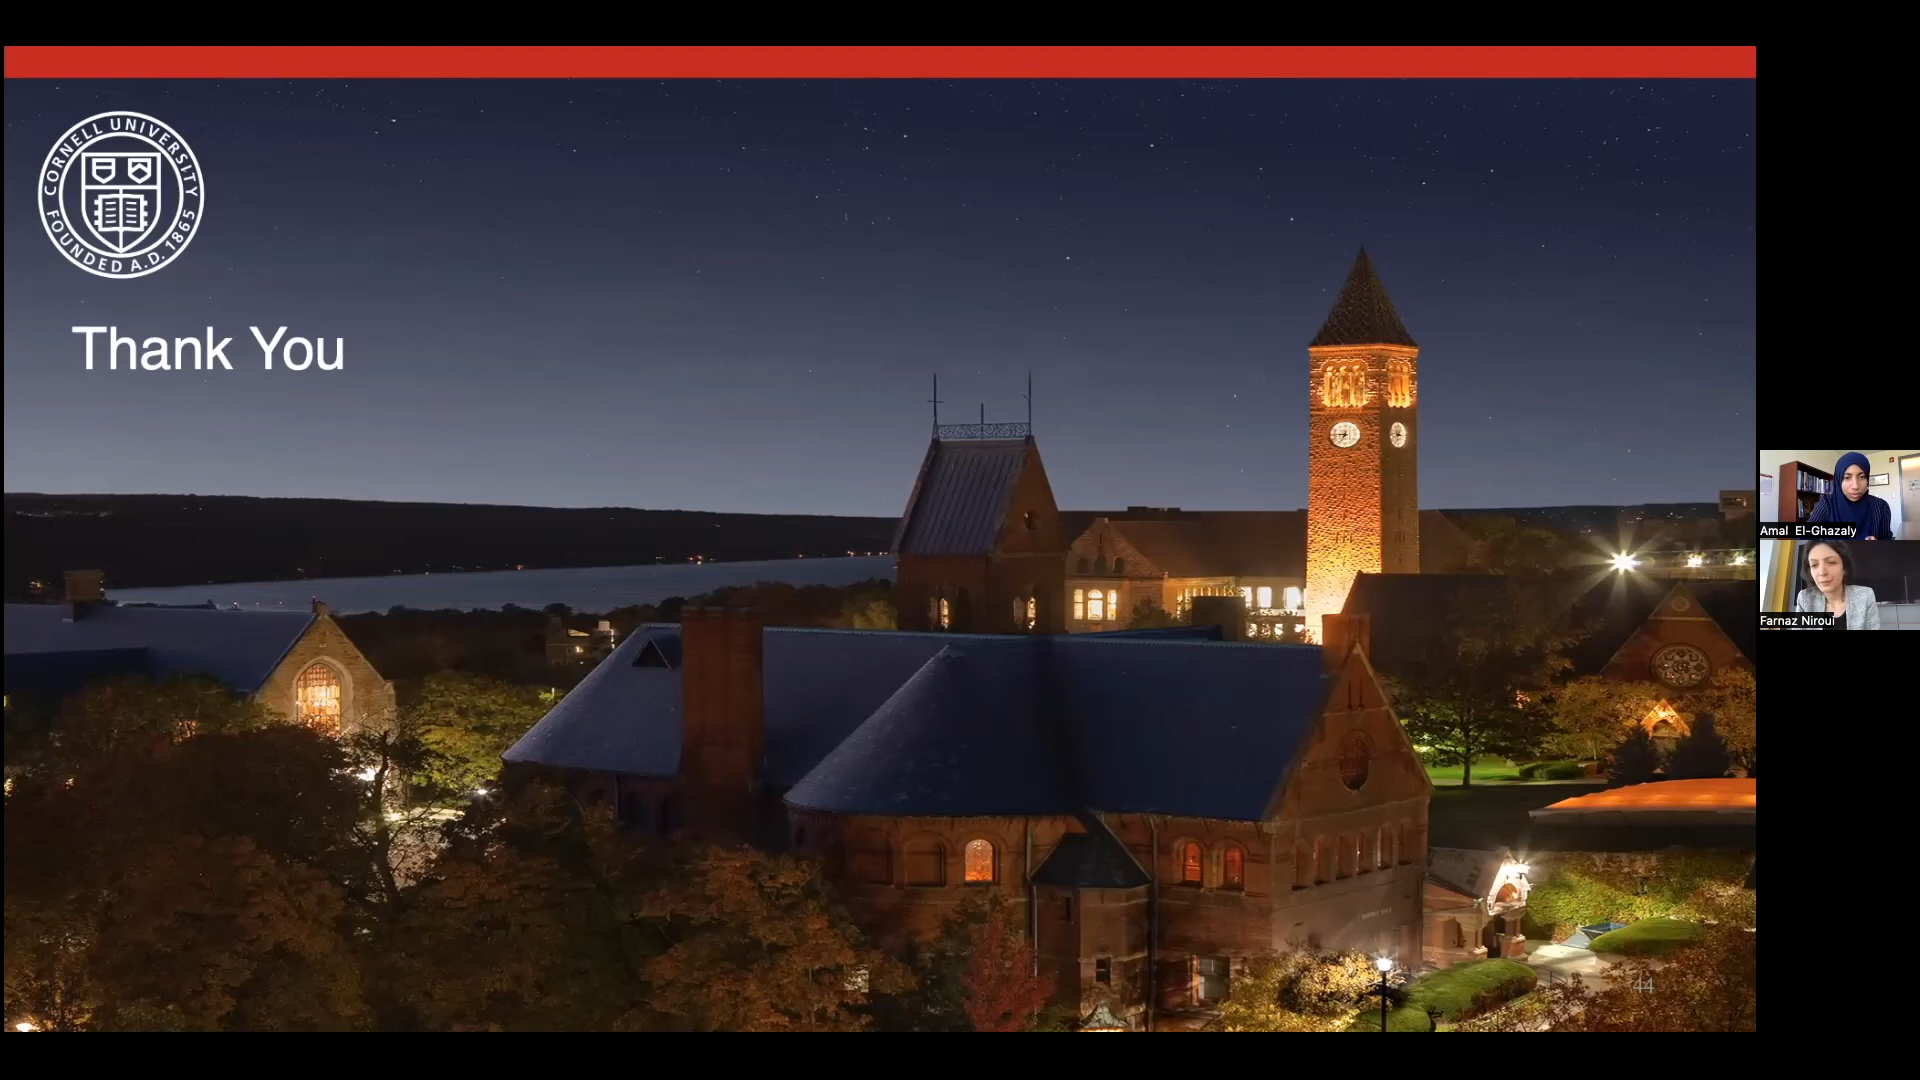 CORNELL UNIVERSITY
FOUNDED A.D. 1865
Thank You
Amal El-Ghazaly
Farnaz Niroui
44